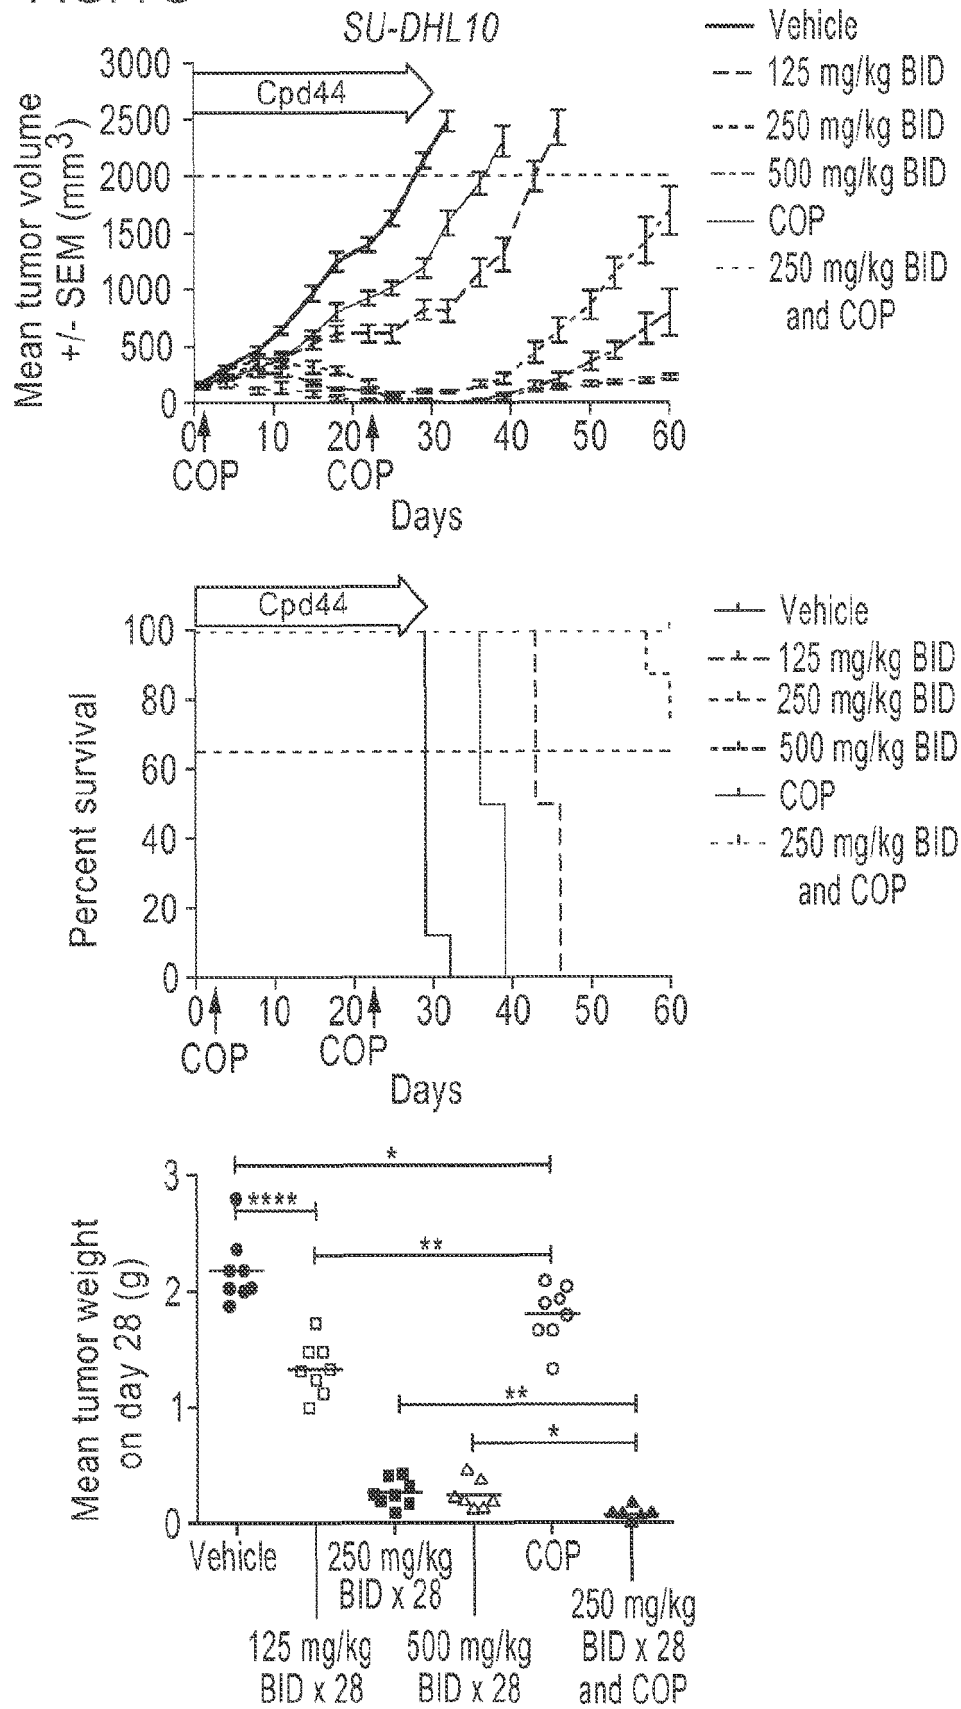 SU-DHL10
3000
2500
2000
1500
1000
500
0
Mean tumor volume
+/- SEM (mm3)
Cpd44
0 10 20 30 40 50 60
COP COP
Days
Vehicle
125 mg/kg BID
250 mg/kg BID
500 mg/kg BID
COP
250 mg/kg BID
and COP
Cpd44
100
80
60
40
20
0
Percent survival
0 10 20 30 40 50 60
COP COP
Days
Vehicle
125 mg/kg BID
250 mg/kg BID
500 mg/kg BID
COP
250 mg/kg BID
and COP
3
2
1
0
Mean tumor weight
on day 28 (g)
*
****
**
**
*
Vehicle
125 mg/kg
BID x 28
250 mg/kg
BID x 28
500 mg/kg
BID x 28
COP
250 mg/kg
BID x 28
and COP